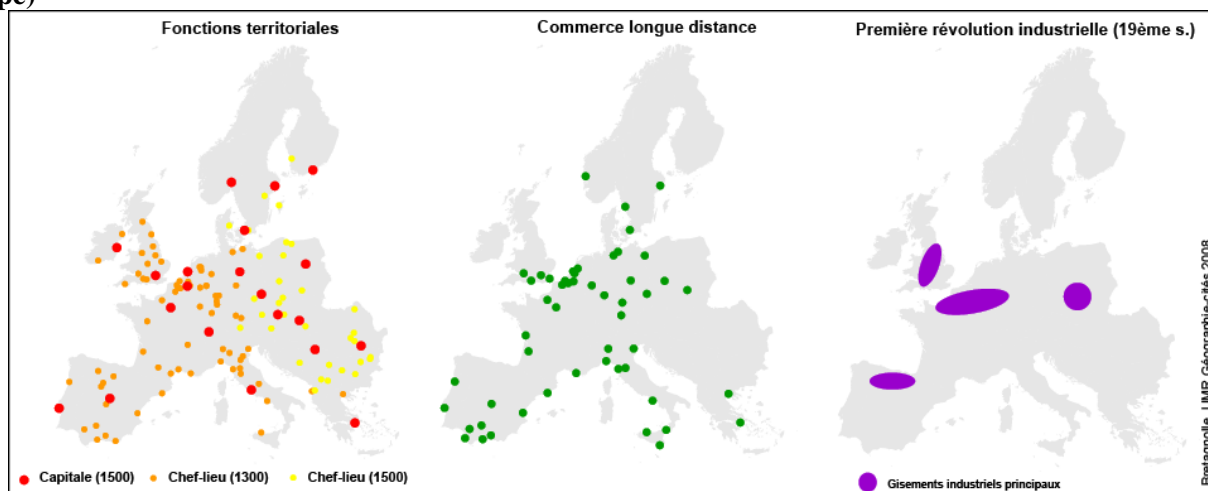 Fonctions territoriales
Commerce longue distance
Première révolution industrielle (19ème s.)
Capitale (1500)
Chef-lieu (1300)
Chef-lieu (1500)
Gisements industriels principaux
Bretagnolle, UMR Géographie-cités 2008